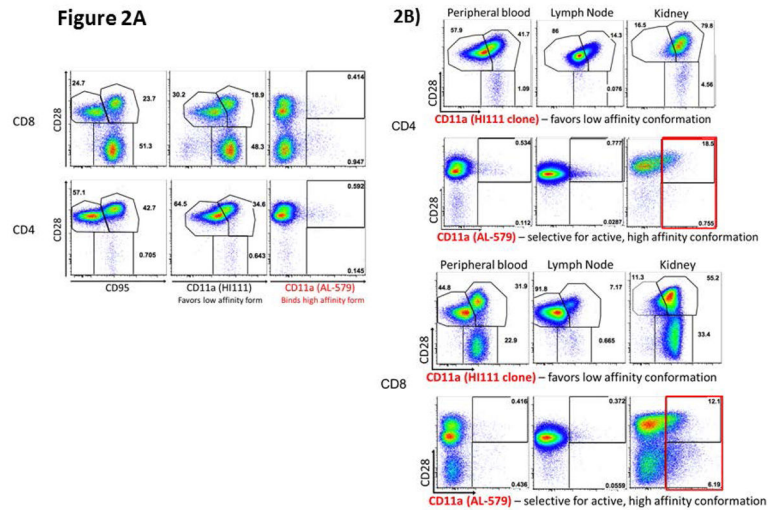 Figure 2A
24.7
23.7
51.3
30.2
18.9
48.3
0.414
0.947
CD8
CD28
57.1
42.7
0.705
64.5
34.6
0.643
0.592
0.145
CD4
CD28
CD95
CD11a (HI111)
CD11a (AL-579)
Favors low affinity form
Binds high affinity form
2B)
Peripheral blood
Lymph Node
Kidney
57.9
41.7
1.09
86
14.3
0.076
16.5
79.8
4.56
CD28
CD11a (HI111 clone) – favors low affinity conformation
CD4
0.534
0.112
0.777
0.0287
18.5
0.755
CD28
CD11a (AL-579) – selective for active, high affinity conformation
Peripheral blood
Lymph Node
Kidney
44.8
31.9
22.9
91.8
7.17
0.665
11.3
55.2
33.4
CD28
CD11a (HI111 clone) – favors low affinity conformation
CD8
0.416
0.436
0.372
0.0559
12.1
6.19
CD28
CD11a (AL-579) – selective for active, high affinity conformation